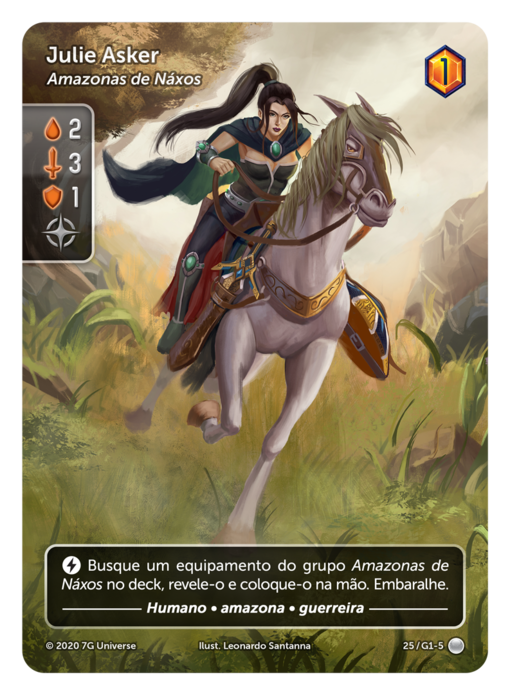 Julie Asker
Amazonas de Náxos
1
2
3
1
Busque um equipamento do grupo Amazonas de
Náxos no deck, revele-o e coloque-o na mão. Embaralhe.
Humano • amazona • guerreira
© 2020 7G Universe
Ilust. Leonardo Santanna
25 / G1-5